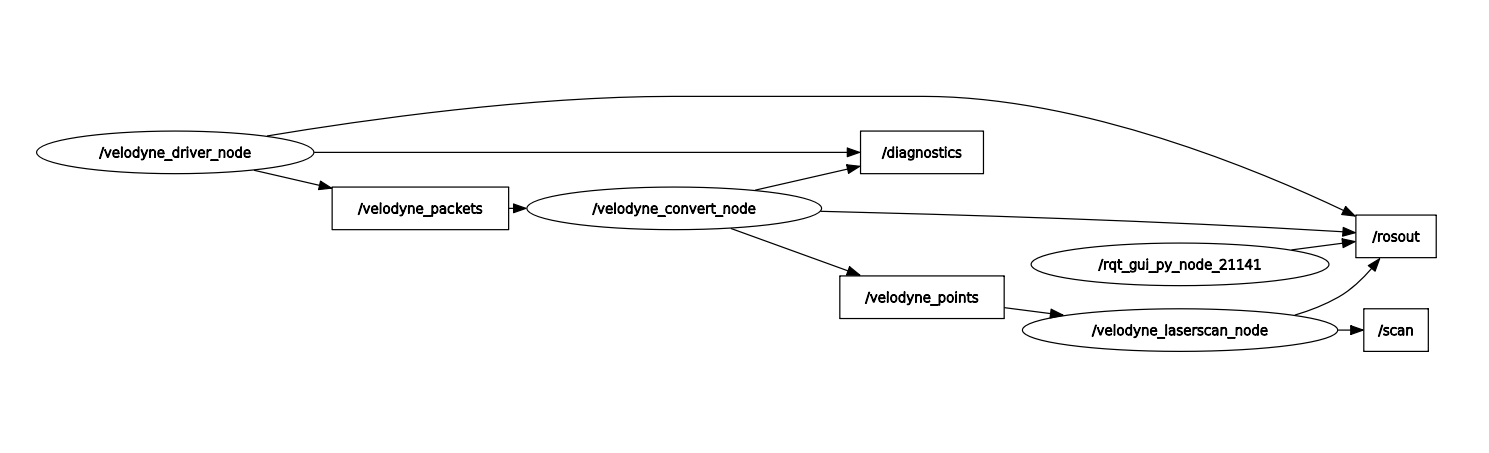 /velodyne_driver_node
/diagnostics
/velodyne_packets
/velodyne_convert_node
/rosout
/rqt_gui_py_node_21141
/velodyne_points
/velodyne_laserscan_node
/scan